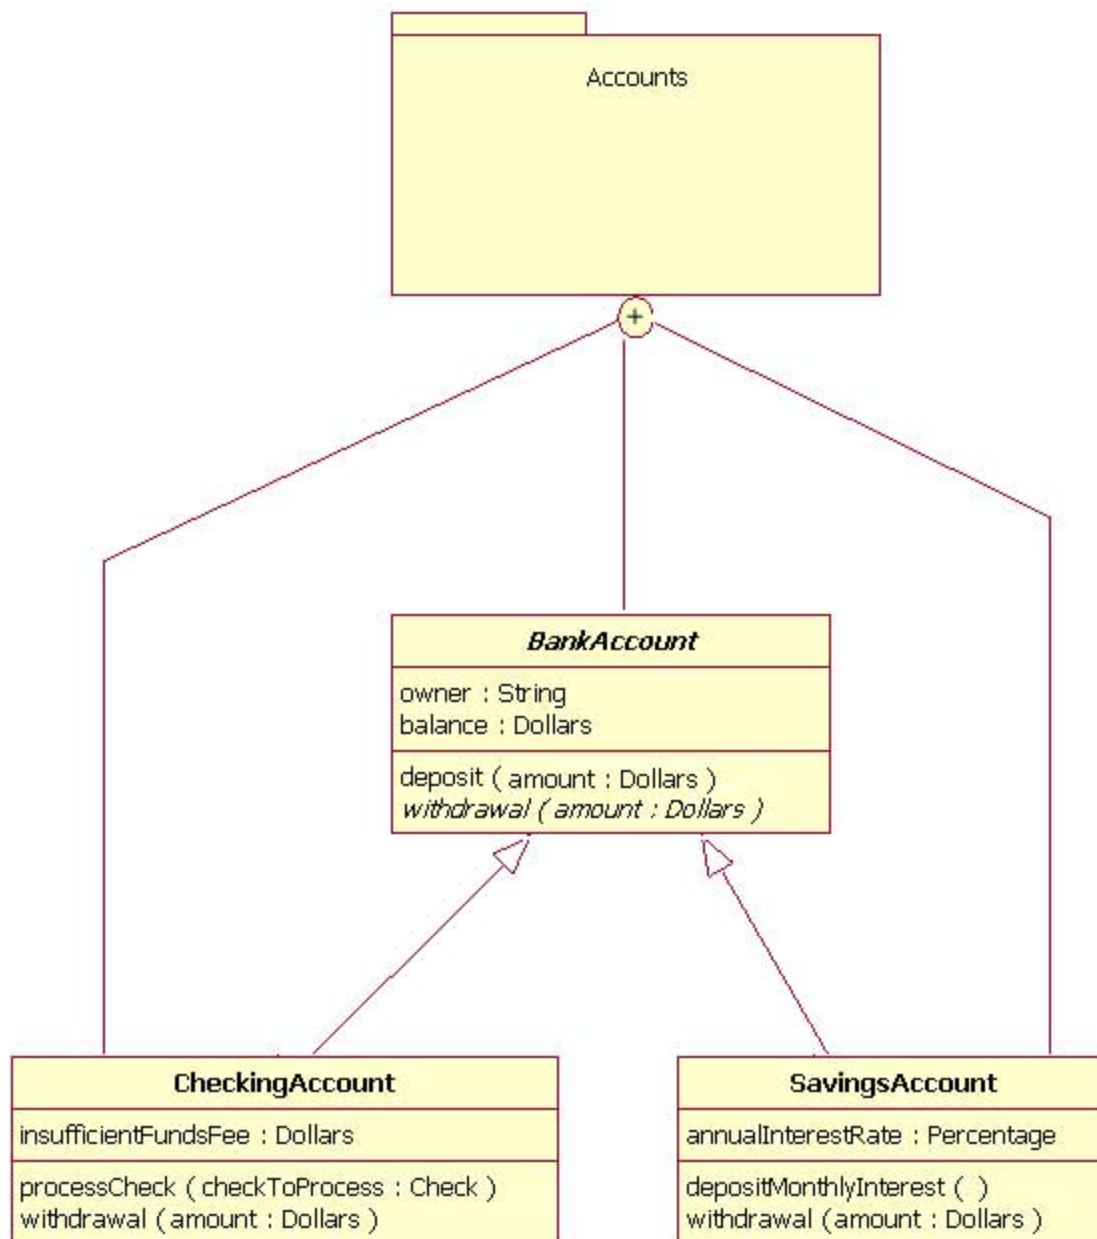 Accounts
+
BankAccount
owner : String
balance : Dollars
deposit ( amount : Dollars )
withdrawal ( amount : Dollars )
CheckingAccount
insufficientFundsFee : Dollars
processCheck ( checkToProcess : Check )
withdrawal ( amount : Dollars )
SavingsAccount
annualInterestRate : Percentage
depositMonthlyInterest ( )
withdrawal ( amount : Dollars )